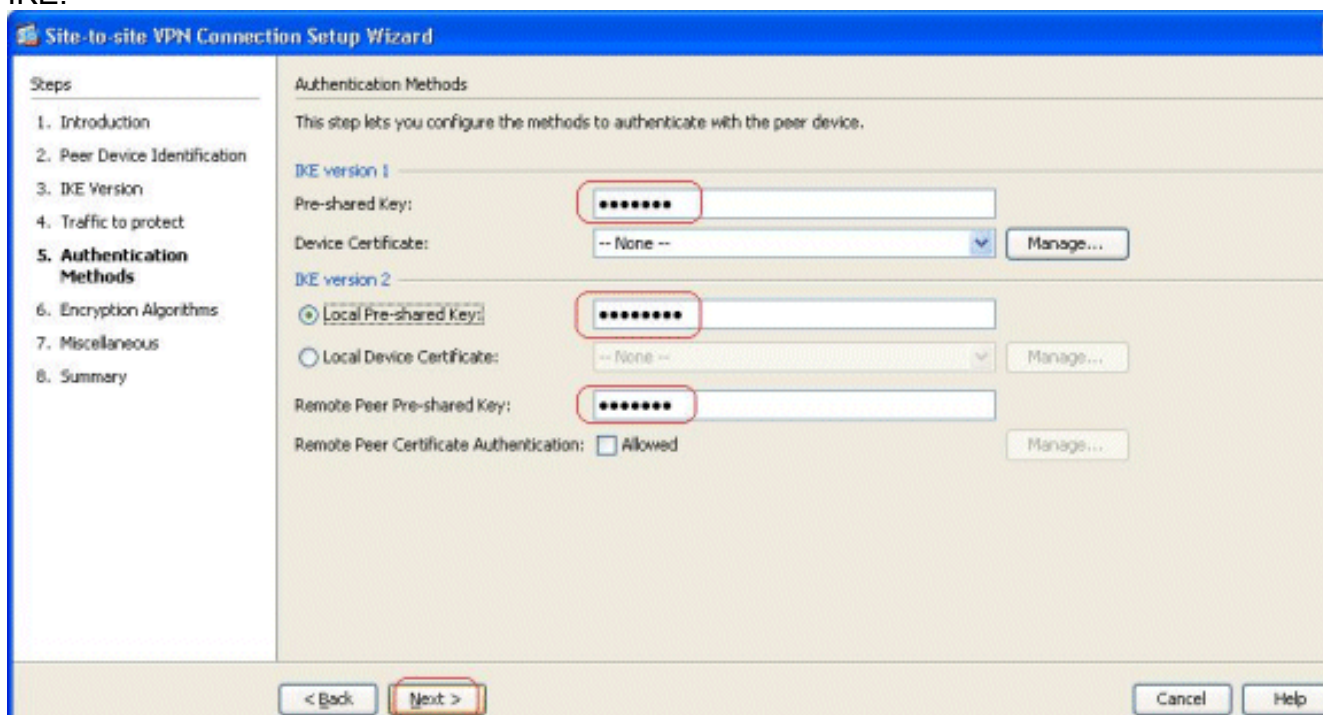 IKE.
Site-to-site VPN Connection Setup Wizard
Steps
1. Introduction
2. Peer Device Identification
3. IKE Version
4. Traffic to protect
5. Authentication
Methods
6. Encryption Algorithms
7. Miscellaneous
8. Summary
Authentication Methods
This step lets you configure the methods to authenticate with the peer device.
IKE version 1
Pre-shared Key: •••••••
Device Certificate: -- None -- Manage...
IKE version 2
Local Pre-shared Key: ••••••••
Local Device Certificate: -- None -- Manage...
Remote Peer Pre-shared Key: •••••••
Remote Peer Certificate Authentication: Allowed Manage...
< Back Next > Cancel Help